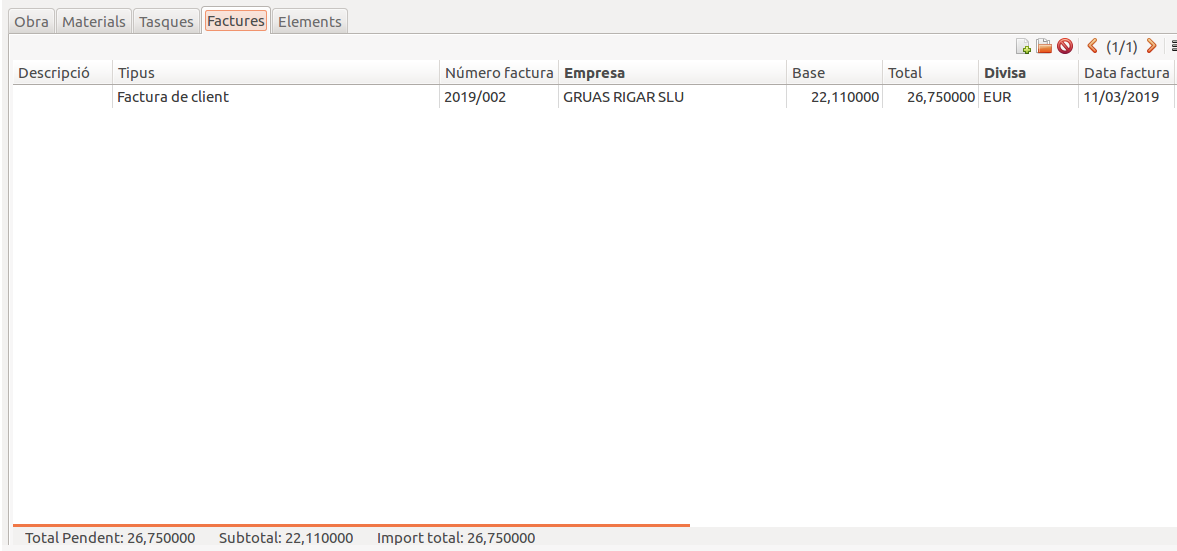 Obra Materials Tasques Factures Elements
(1/1)
Descripció Tipus Número factura Empresa Base Total Divisa Data factura
Factura de client 2019/002 GRUAS RIGAR SLU 22,110000 26,750000 EUR 11/03/2019
Total Pendent: 26,750000 Subtotal: 22,110000 Import total: 26,750000